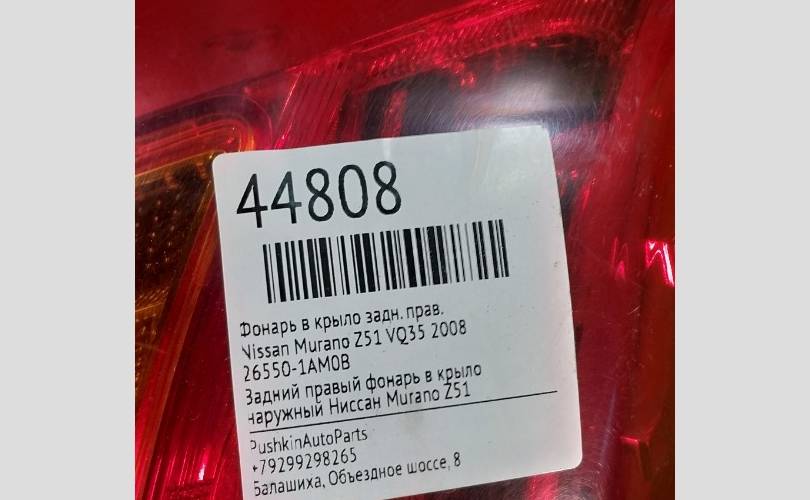 44808
Фонарь в крыло задн. прав.
Nissan Murano Z51 VQ35 2008
26550-1AM0B
Задний правый фонарь в крыло
наружный Ниссан Murano Z51
PushkinAutoParts
+79299298265
Балашиха, Объездное шоссе, 8